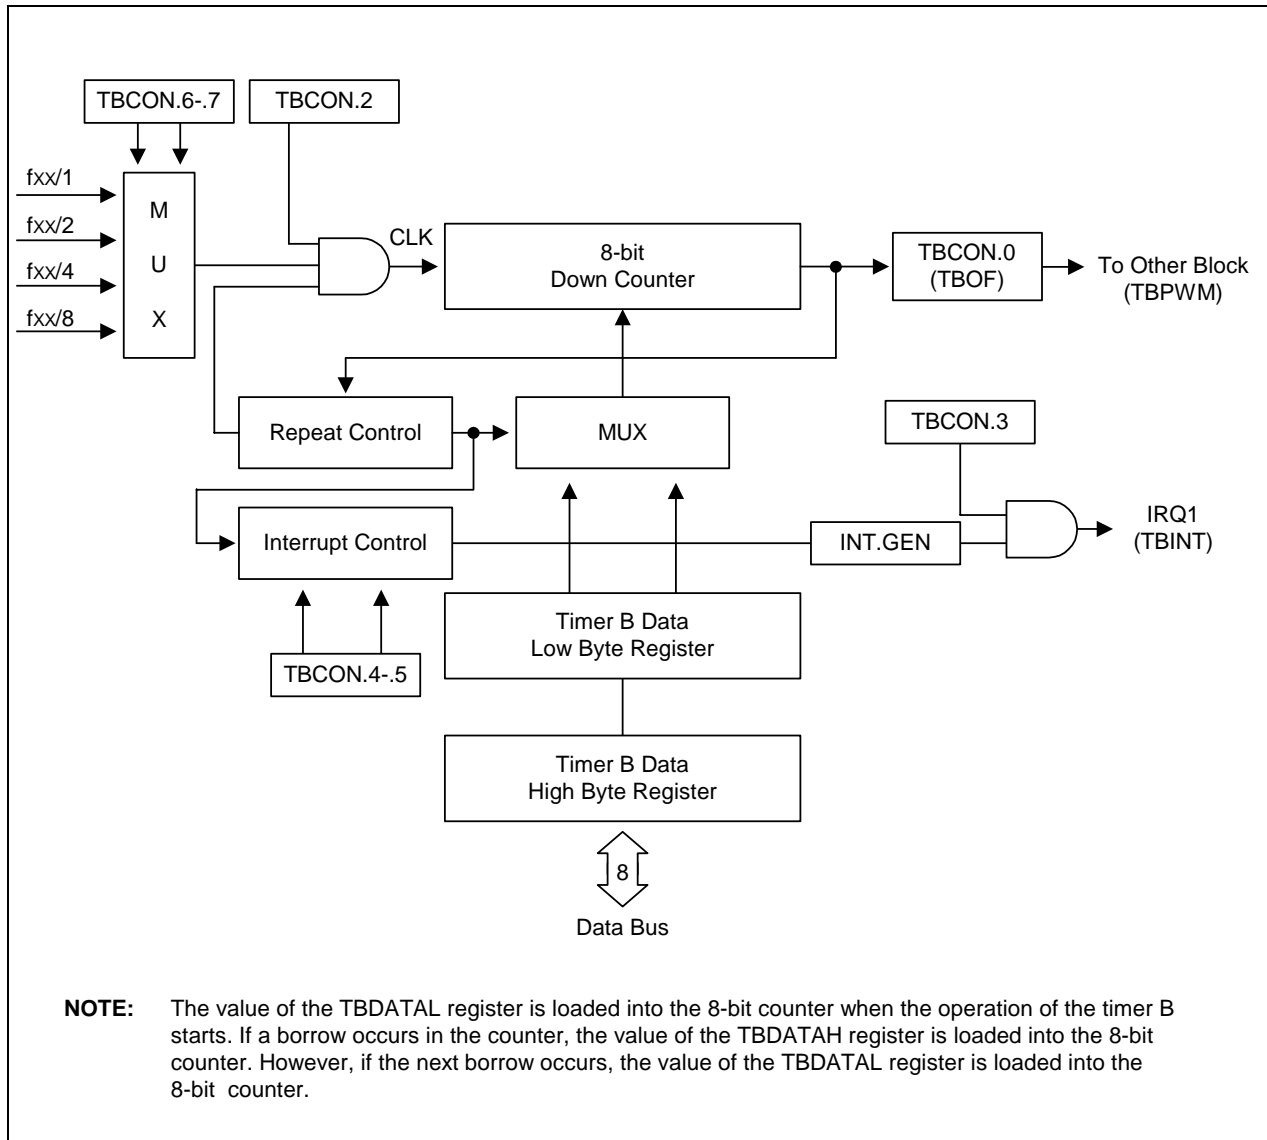 TBCON.6-.7
TBCON.2
fxx/1
fxx/2
fxx/4
fxx/8
M
U
X
CLK
8-bit
Down Counter
TBCON.0
(TBOF)
To Other Block
(TBPWM)
Repeat Control
MUX
TBCON.3
Interrupt Control
INT.GEN
IRQ1
(TBINT)
TBCON.4-.5
Timer B Data
Low Byte Register
Timer B Data
High Byte Register
8
Data Bus
NOTE: The value of the TBDATAL register is loaded into the 8-bit counter when the operation of the timer B
starts. If a borrow occurs in the counter, the value of the TBDATAH register is loaded into the 8-bit
counter. However, if the next borrow occurs, the value of the TBDATAL register is loaded into the
8-bit counter.